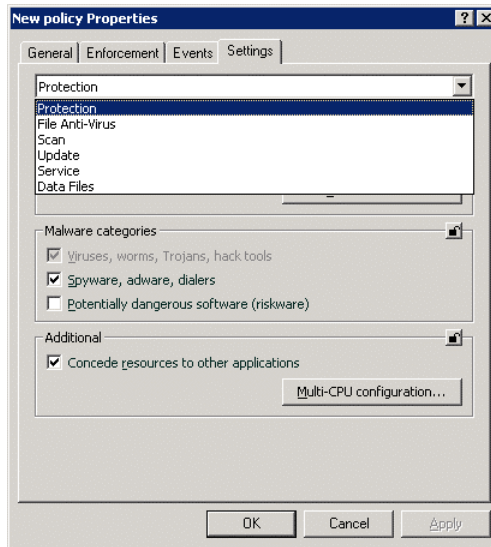 New policy Properties
General Enforcement Events Settings
Protection
Protection
File Anti-Virus
Scan
Update
Service
Data Files
Malware categories
Viruses, worms, Trojans, hack tools
Spyware, adware, dialers
Potentially dangerous software (riskware)
Additional
Concede resources to other applications
Multi-CPU configuration...
OK Cancel Apply